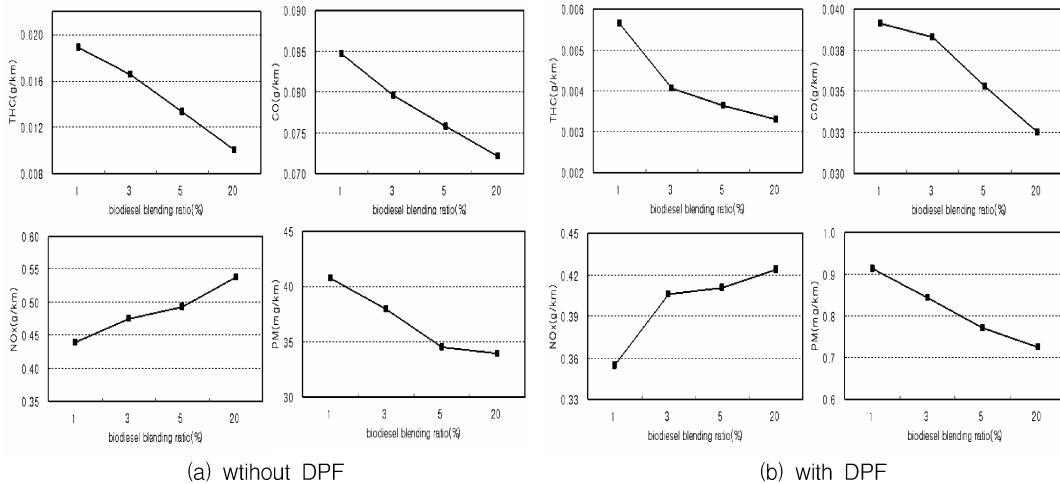 THC(g/km)
0.020
0.016
0.012
0.008
1 3 5 20
biodiesel blending ratio(%)
CO(g/km)
0.090
0.085
0.080
0.075
0.070
1 3 5 20
biodiesel blending ratio(%)
NOx(g/km)
0.60
0.55
0.50
0.45
0.40
0.35
1 3 5 20
biodiesel blending ratio(%)
PM(mg/km)
45
40
35
30
1 3 5 20
biodiesel blending ratio(%)
(a) wtihout DPF
THC(g/km)
0.006
0.006
0.004
0.003
0.002
1 3 5 20
biodiesel blending ratio(%)
CO(g/km)
0.040
0.038
0.035
0.033
0.030
1 3 5 20
biodiesel blending ratio(%)
NOx(g/km)
0.45
0.42
0.39
0.36
0.33
1 3 5 20
biodiesel blending ratio(%)
PM(mg/km)
1.0
0.9
0.8
0.7
0.6
1 3 5 20
biodiesel blending ratio(%)
(b) with DPF